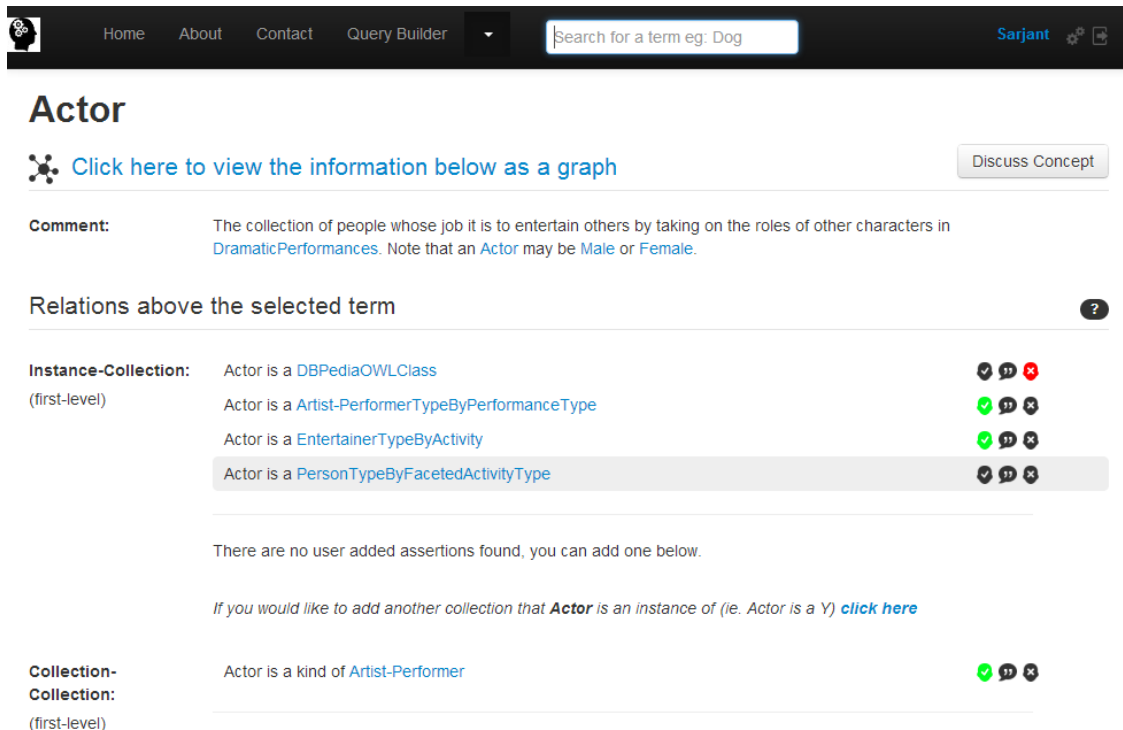 Home About Contact Query Builder Search for a term eg: Dog Sarjant
Actor
Click here to view the information below as a graph Discuss Concept
Comment: The collection of people whose job it is to entertain others by taking on the roles of other characters in
DramaticPerformances. Note that an Actor may be Male or Female.
Relations above the selected term ?
Instance-Collection: Actor is a DBPediaOWLClass
(first-level) Actor is a Artist-PerformerTypeByPerformanceType
Actor is a EntertainerTypeByActivity
Actor is a PersonTypeByFacetedActivityType
There are no user added assertions found, you can add one below.
If you would like to add another collection that Actor is an instance of (ie. Actor is a Y) click here
Collection- Actor is a kind of Artist-Performer
Collection:
(first-level)